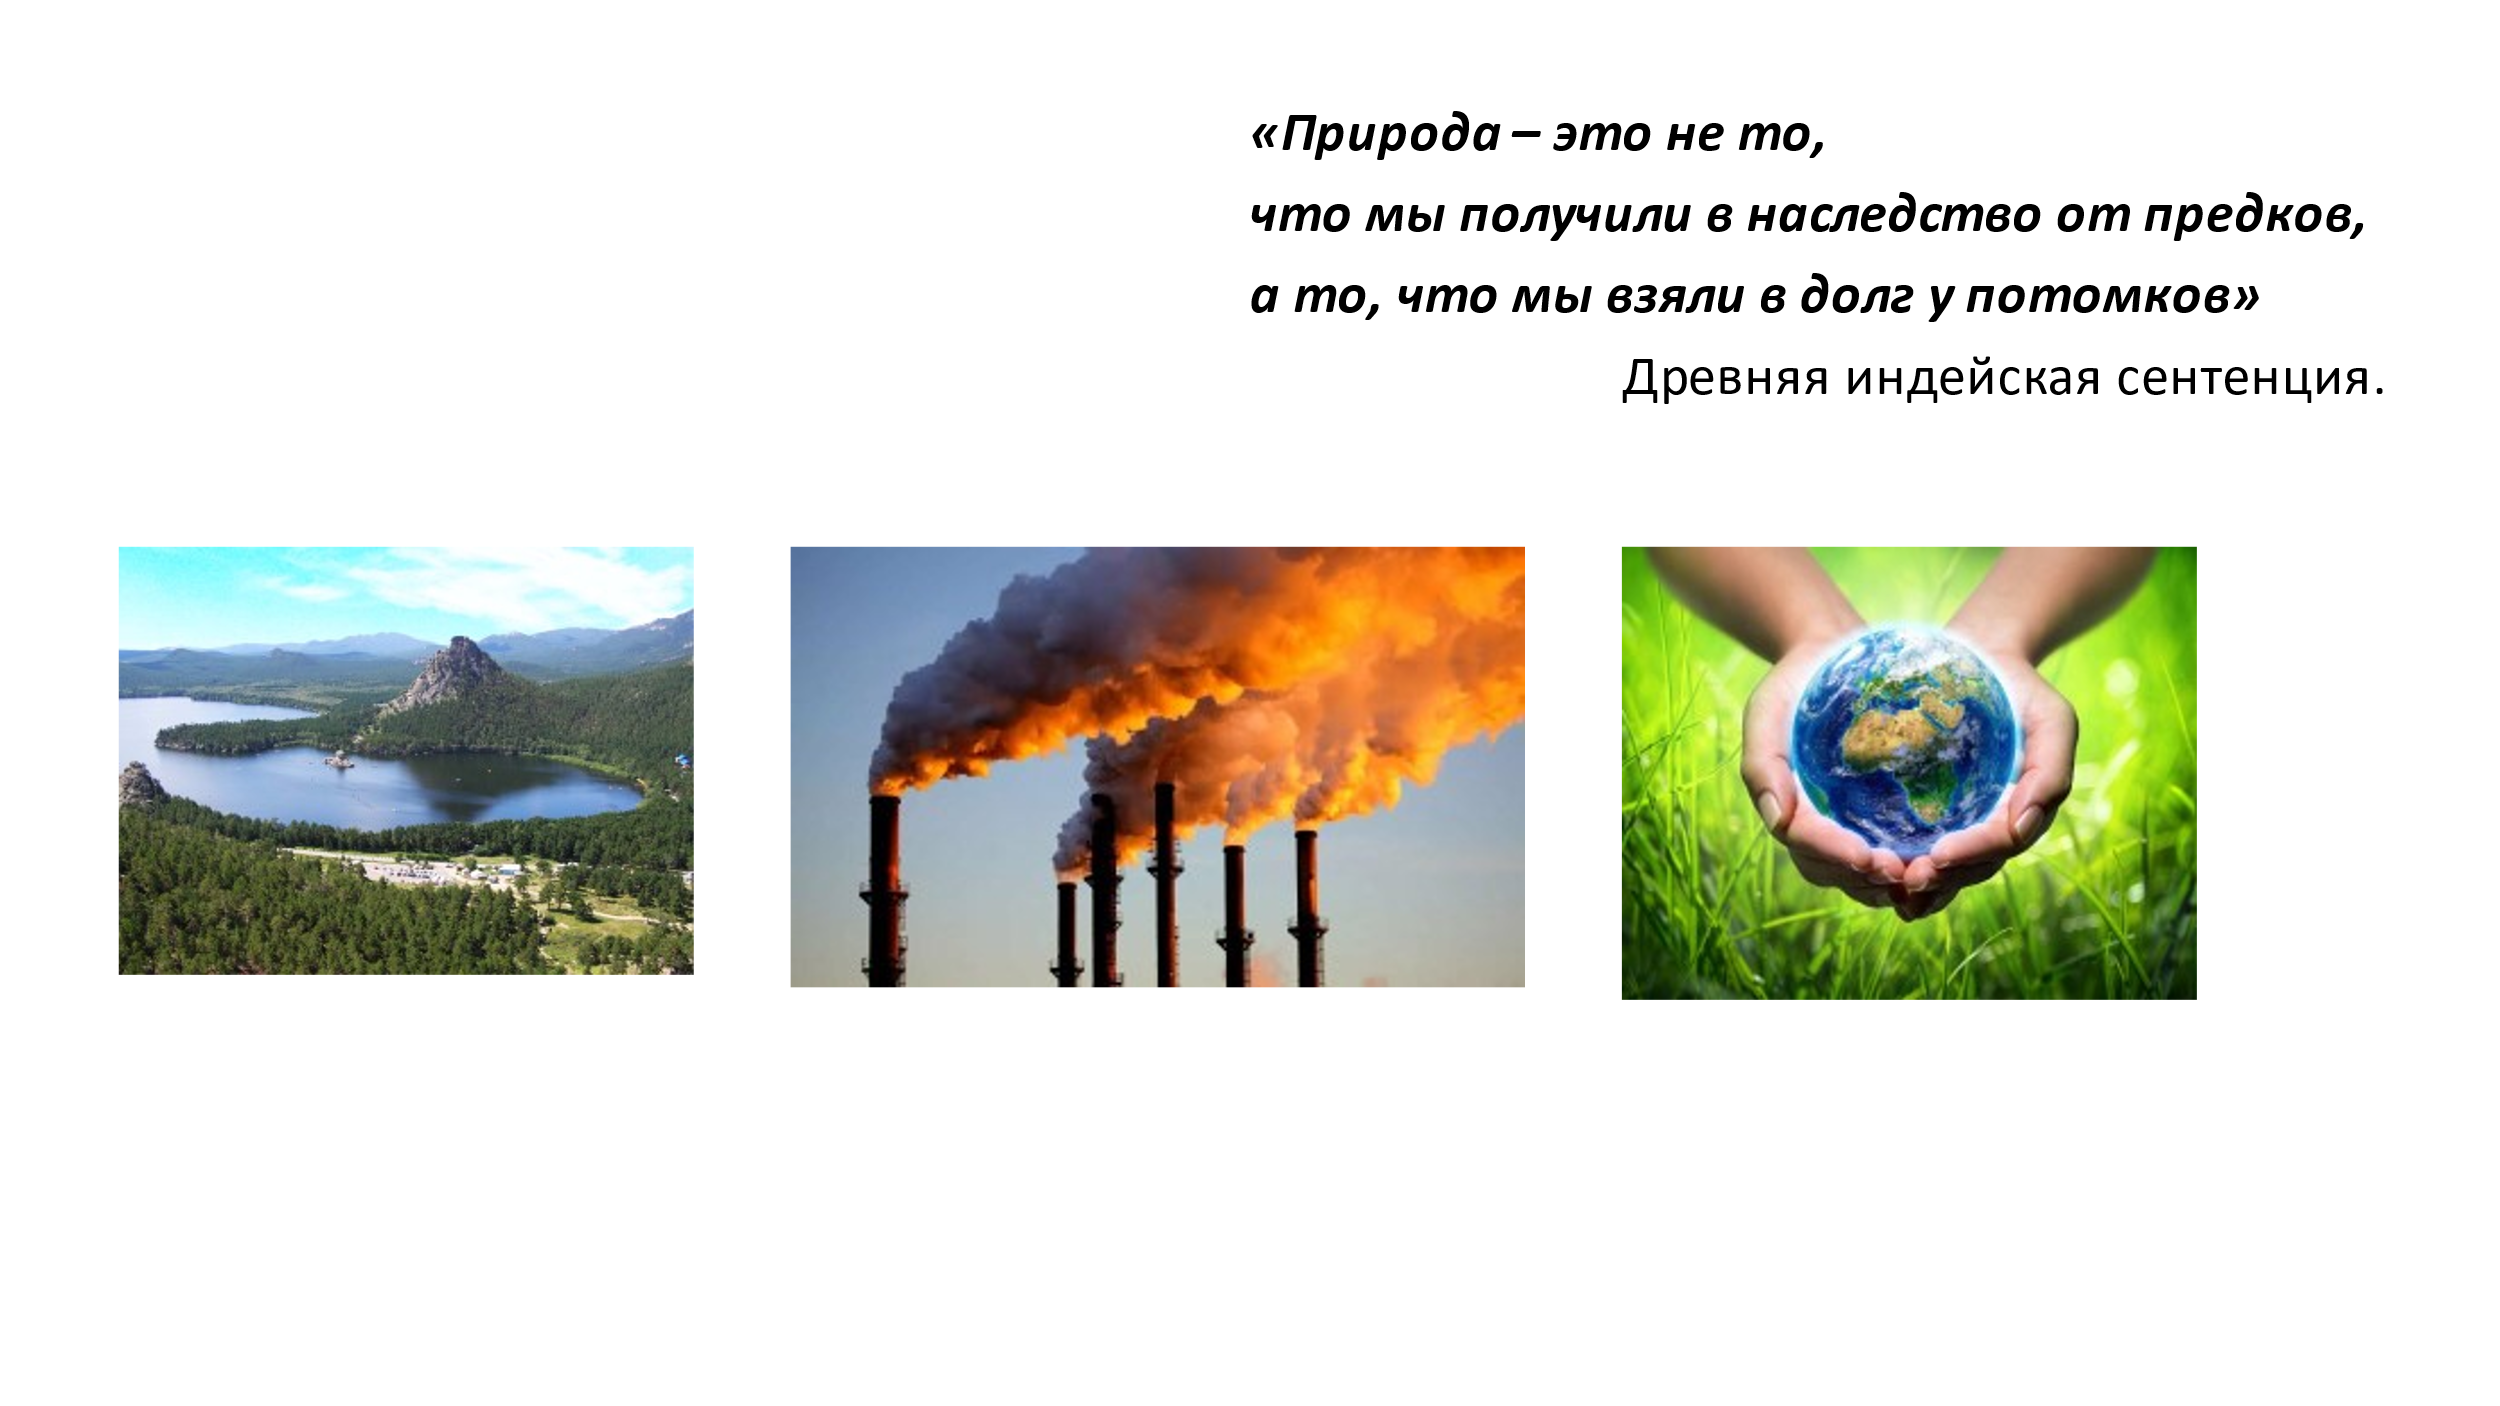 «Природа – это не то,
что мы получили в наследство от предков,
а то, что мы взяли в долг у потомков»
Древняя индейская сентенция.